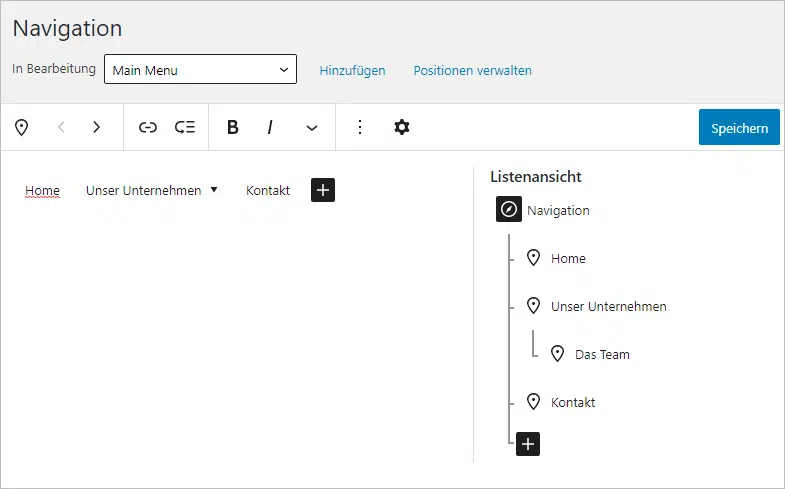 Navigation
In Bearbeitung Main Menu Hinzufügen Positionen verwalten
B I Speichern
Home Unser Unternehmen Kontakt
Listenansicht
Navigation
Home
Unser Unternehmen
Das Team
Kontakt